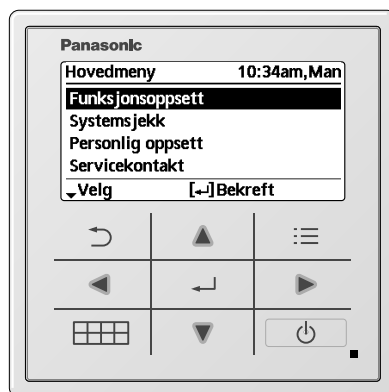 Panasonic
Hovedmeny 10:34am,Man
Funksjonsoppsett
Systemsjekk
Personlig oppsett
Servicekontakt
Velg [↵]Bekreft